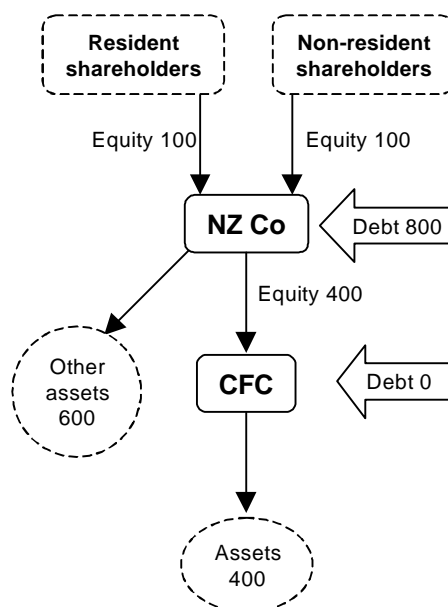 Resident
shareholders
Non-resident
shareholders
Equity 100
Equity 100
NZ Co
Debt 800
Equity 400
Other
assets
600
CFC
Debt 0
Assets
400